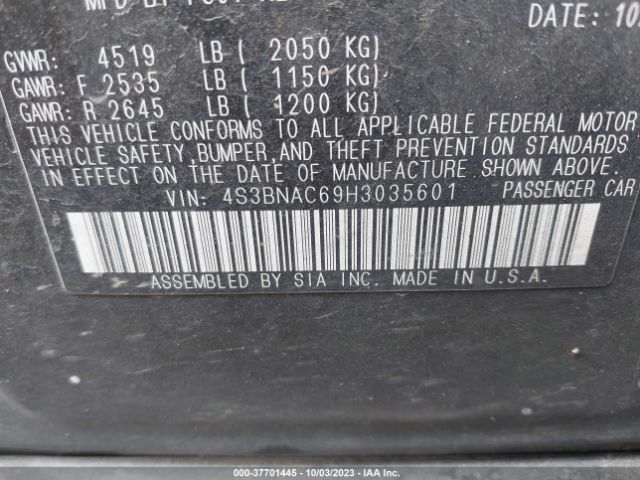 MFD BY
DATE: 10
GVWR: 4519 LB ( 2050 KG)
GAWR: F 2535 LB ( 1150 KG)
GAWR: R 2645 LB ( 1200 KG)
THIS VEHICLE CONFORMS TO ALL APPLICABLE FEDERAL MOTOR
VEHICLE SAFETY, BUMPER, AND THEFT PREVENTION STANDARDS
IN EFFECT ON THE DATE OF MANUFACTURE SHOWN ABOVE.
VIN: 4S3BNAC69H3035601 PASSENGER CAR
ASSEMBLED BY SIA INC. MADE IN U.S.A.
000-37701445 - 10/03/2023 - IAA Inc.